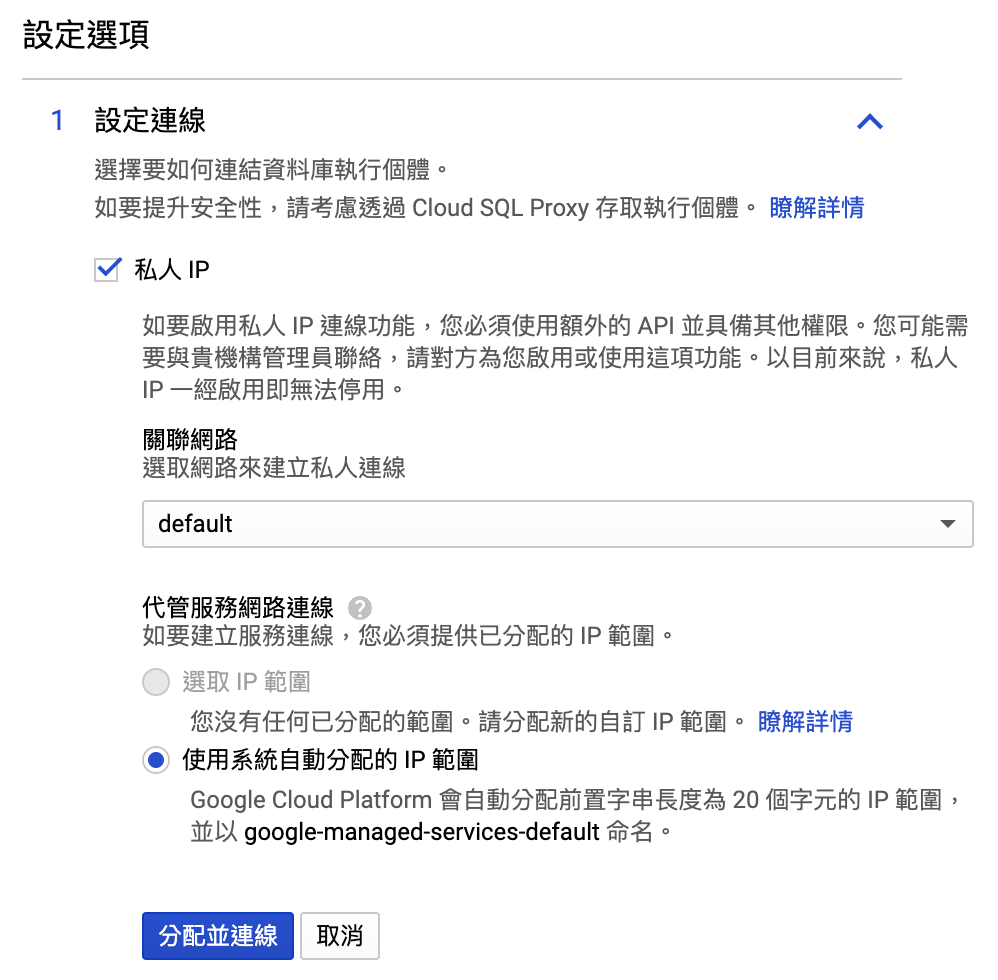 設定選項
1 設定連線
選擇要如何連結資料庫執行個體。
如要提升安全性，請考慮透過 Cloud SQL Proxy 存取執行個體。 瞭解詳情
私人 IP
如要啟用私人 IP 連線功能，您必須使用額外的 API 並具備其他權限。您可能需
要與貴機構管理員聯絡，請對方為您啟用或使用這項功能。以目前來說，私人
IP 一經啟用即無法停用。
關聯網路
選取網路來建立私人連線
default
代管服務網路連線 ?
如要建立服務連線，您必須提供已分配的 IP 範圍。
選取 IP 範圍
您沒有任何已分配的範圍。請分配新的自訂 IP 範圍。 瞭解詳情
使用系統自動分配的 IP 範圍
Google Cloud Platform 會自動分配前置字串長度為 20 個字元的 IP 範圍，
並以 google-managed-services-default 命名。
分配並連線 取消